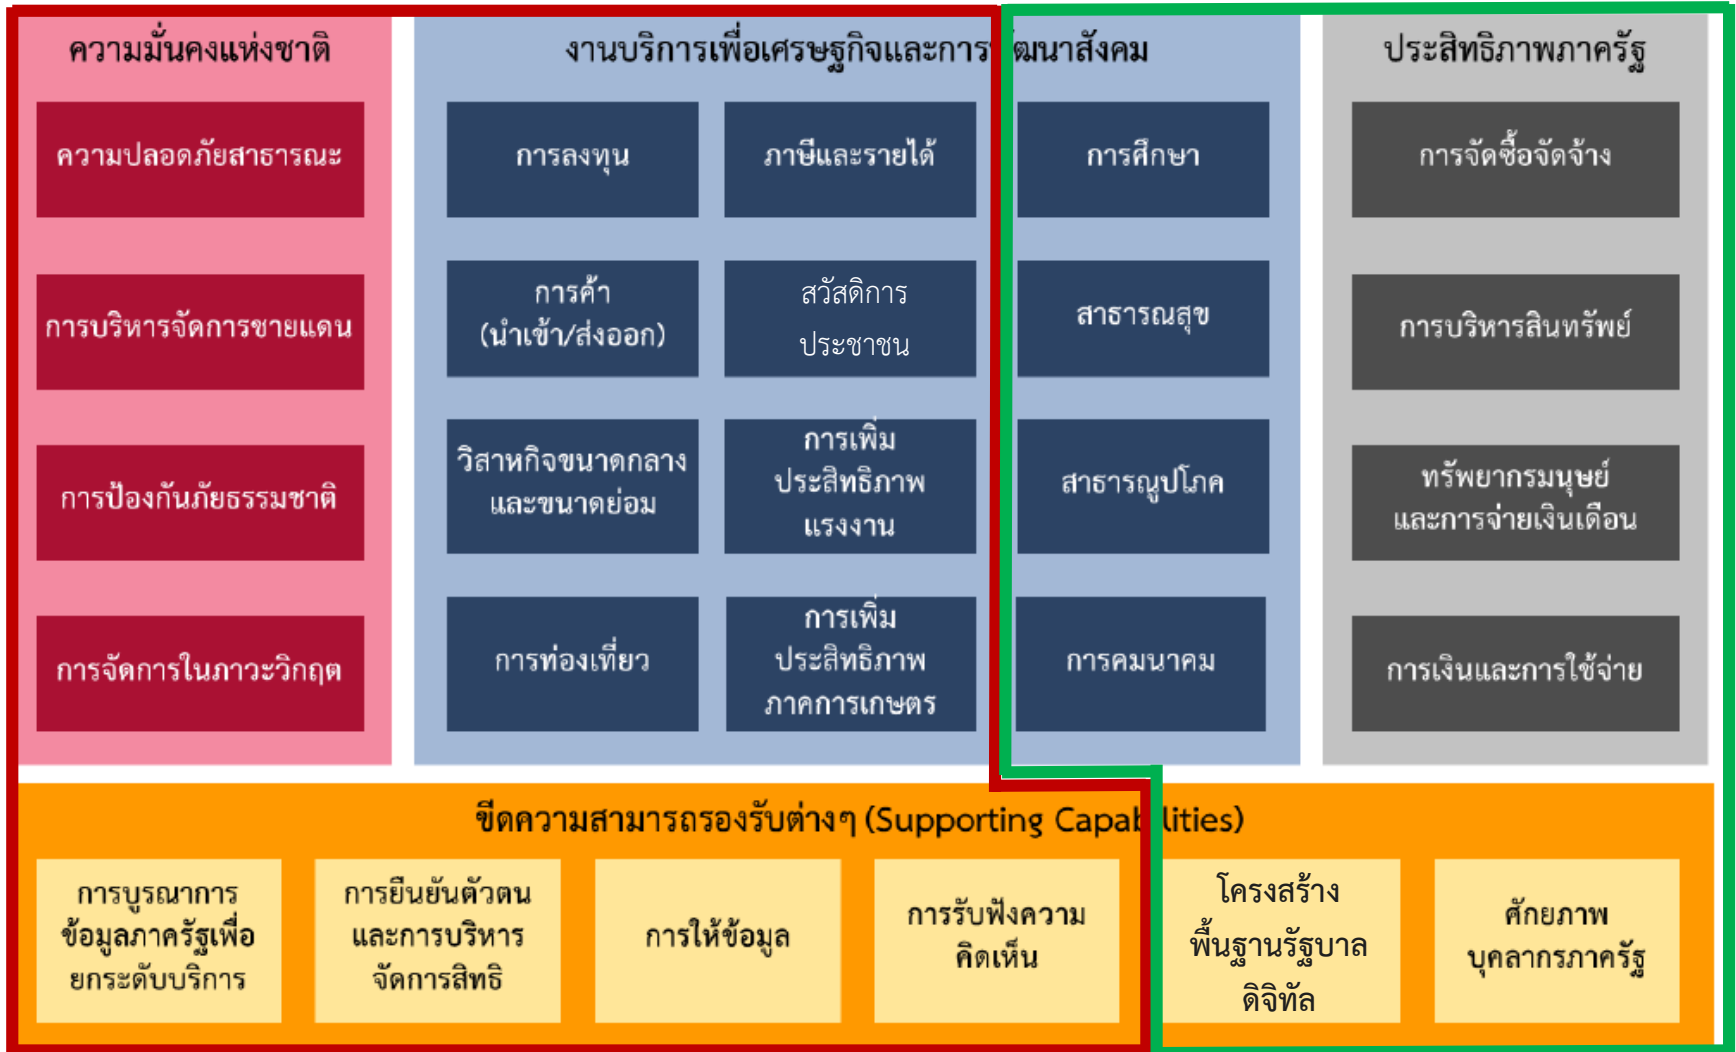 ความมั่นคงแห่งชาติ
ความปลอดภัยสาธารณะ
การบริหารจัดการชายแดน
การป้องกันภัยธรรมชาติ
การจัดการในภาวะวิกฤต
งานบริการเพื่อเศรษฐกิจและการพัฒนาสังคม
การลงทุน
การค้า
(นำเข้า/ส่งออก)
วิสาหกิจขนาดกลาง
และขนาดย่อม
การท่องเที่ยว
ภาษีและรายได้
สวัสดิการ
ประชาชน
การเพิ่ม
ประสิทธิภาพ
แรงงาน
การเพิ่ม
ประสิทธิภาพ
ภาคการเกษตร
การศึกษา
สาธารณสุข
สาธารณูปโภค
การคมนาคม
ประสิทธิภาพภาครัฐ
การจัดซื้อจัดจ้าง
การบริหารสินทรัพย์
ทรัพยากรมนุษย์
และการจ่ายเงินเดือน
การเงินและการใช้จ่าย
ขีดความสามารถรองรับต่างๆ (Supporting Capabilities)
การบูรณาการ
ข้อมูลภาครัฐเพื่อ
ยกระดับบริการ
การยืนยันตัวตน
และการบริหาร
จัดการสิทธิ
การให้ข้อมูล
การรับฟังความ
คิดเห็น
โครงสร้าง
พื้นฐานรัฐบาล
ดิจิทัล
ศักยภาพ
บุคลากรภาครัฐ